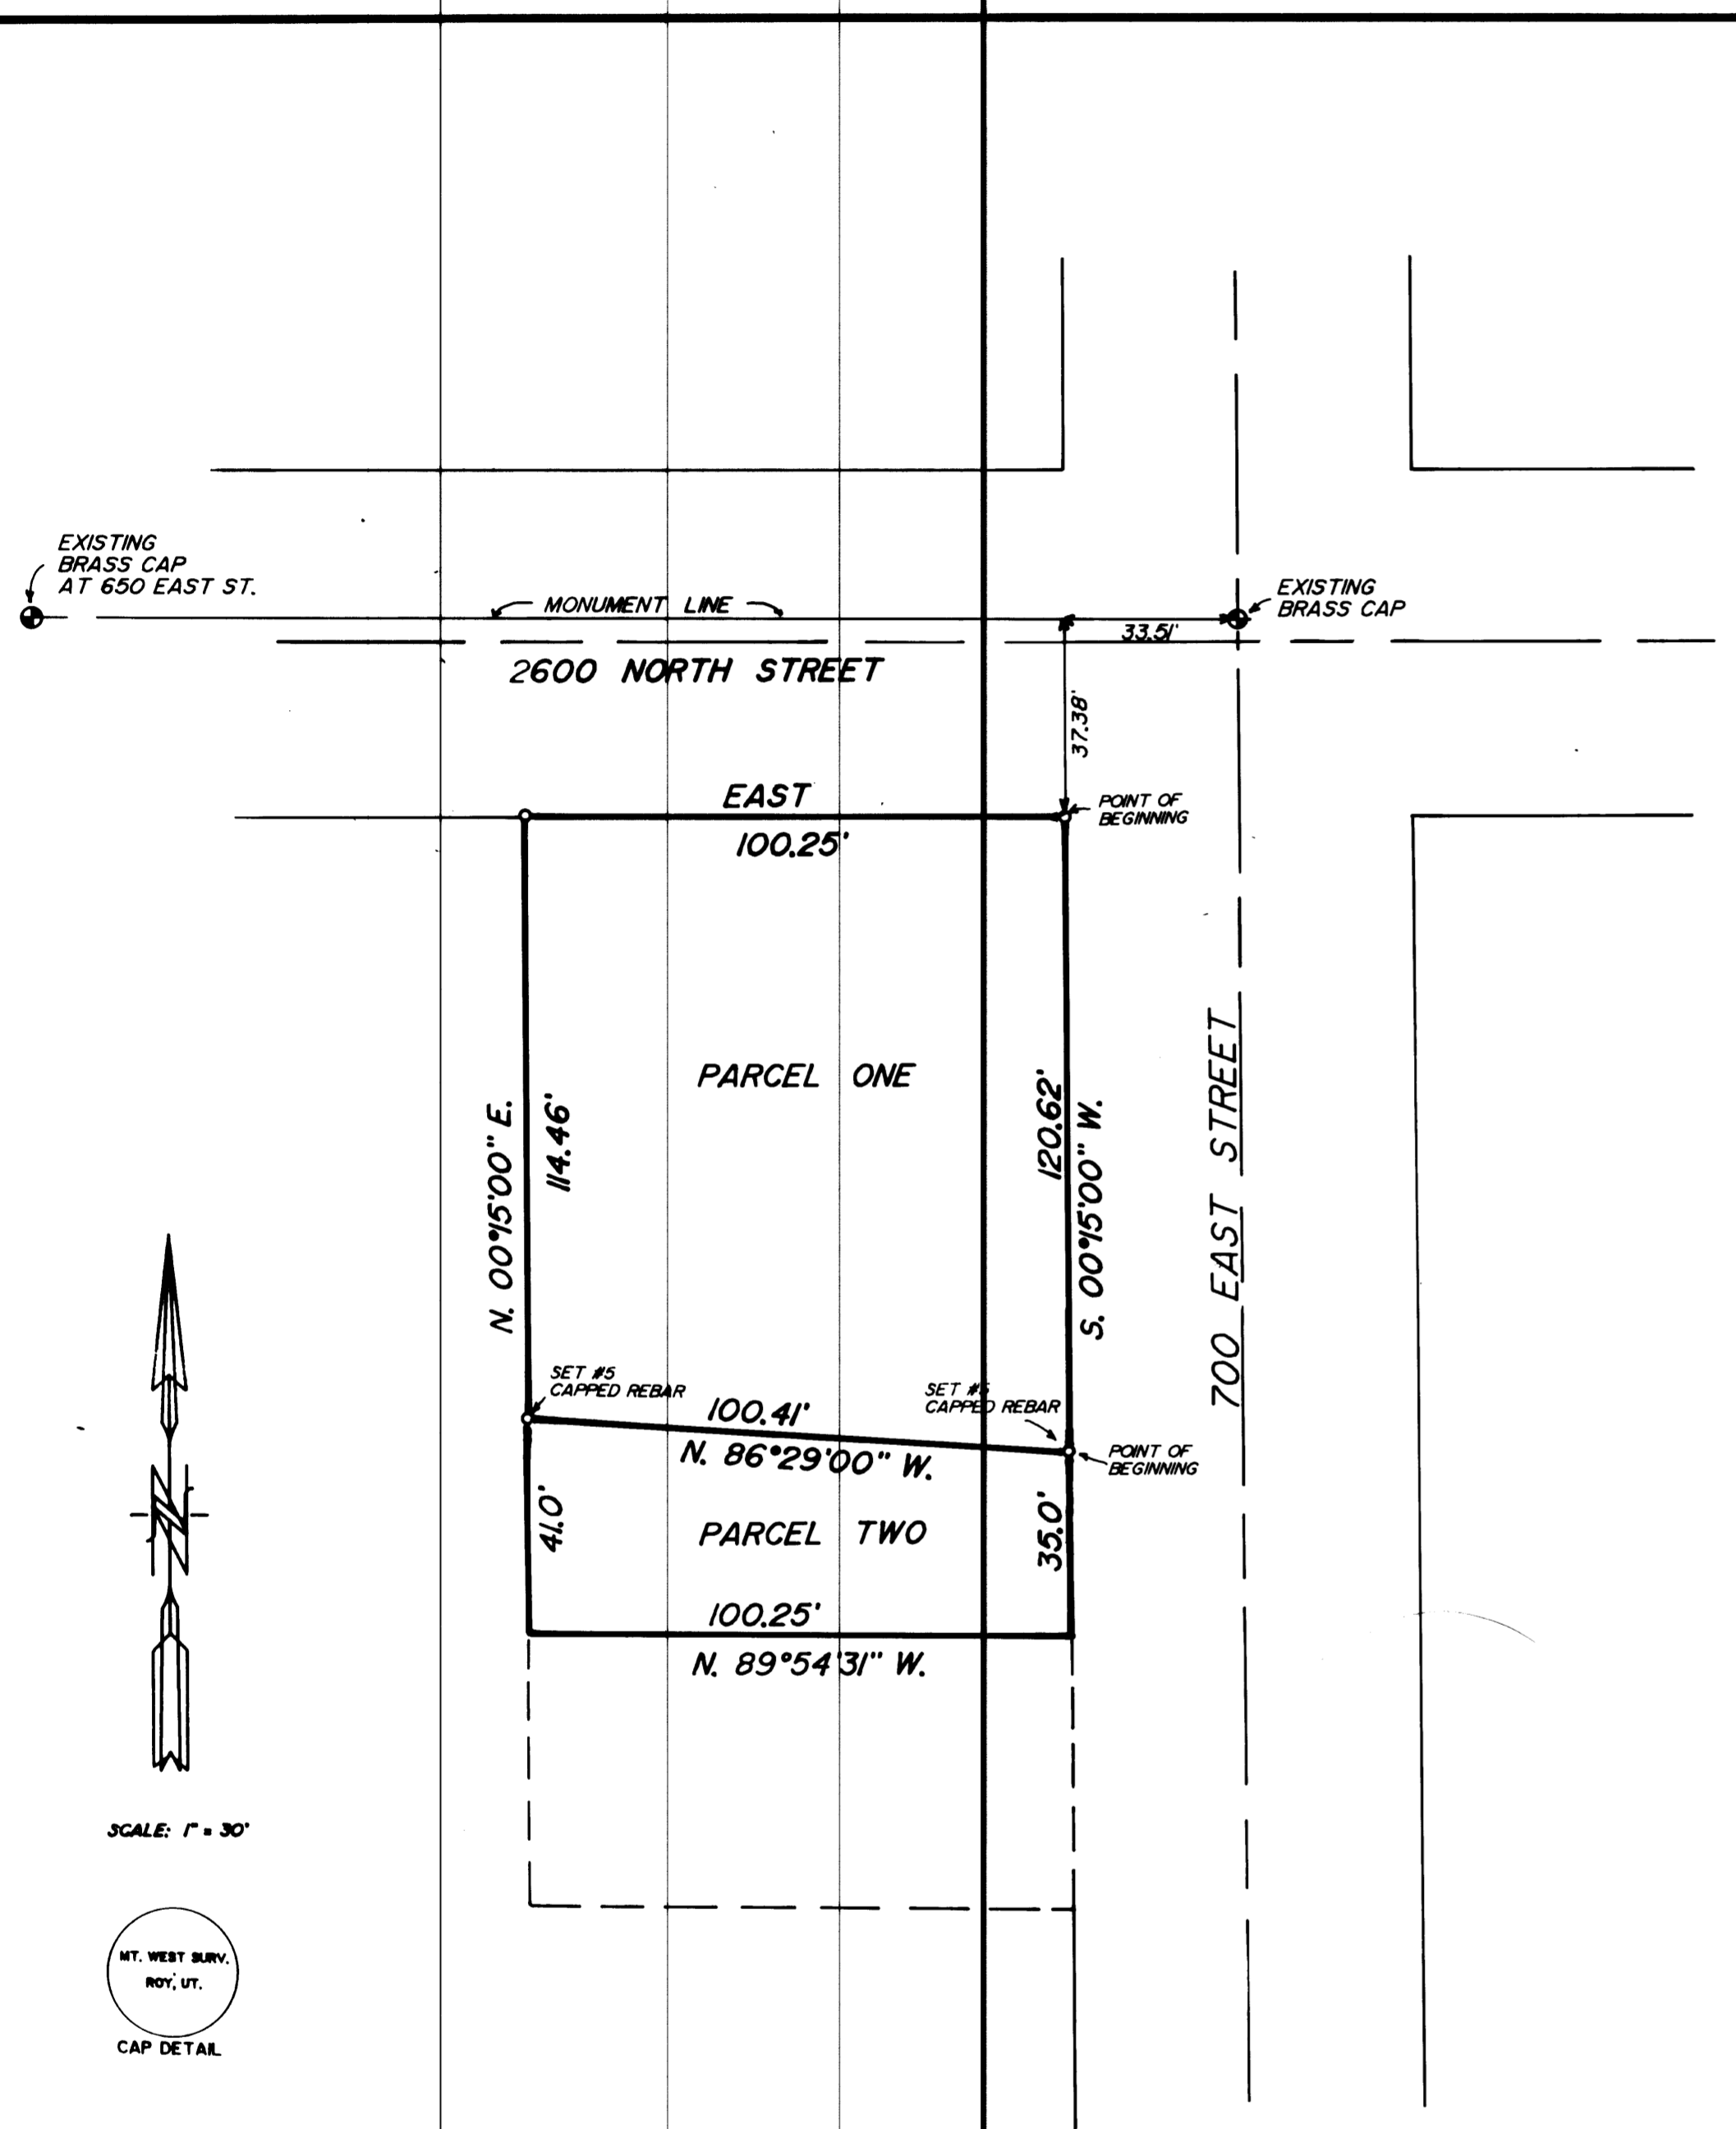 EXISTING
BRASS CAP
AT 650 EAST ST.
MONUMENT LINE
EXISTING
BRASS CAP
33.51'
2600 NORTH STREET
37.38'
EAST
100.25'
POINT OF
BEGINNING
PARCEL ONE
N. 00°15'00" E.
114.46'
120.62'
S. 00°15'00" W.
700 EAST STREET
SET #5
CAPPED REBAR
SET #5
CAPPED REBAR
100.41'
N. 86°29'00" W.
POINT OF
BEGINNING
41.0'
PARCEL TWO
35.0'
100.25'
N. 89°54'31" W.
N
SCALE: 1" = 30'
MT. WEST SURV.
ROY, UT.
CAP DETAIL